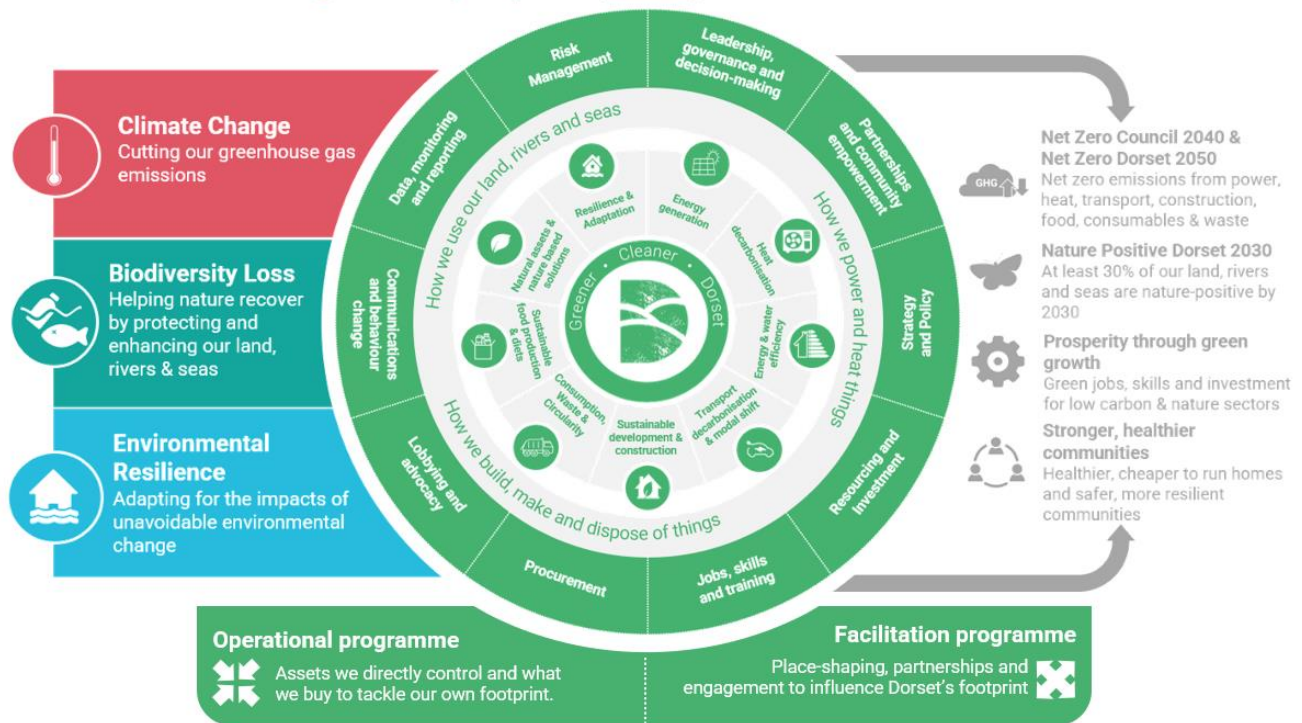 Climate Change
Cutting our greenhouse gas
emissions
Biodiversity Loss
Helping nature recover
by protecting and
enhancing our land,
rivers & seas
Environmental
Resilience
Adapting for the impacts of
unavoidable environmental
change
Risk
Management
Leadership,
governance and
decision-making
Partnerships
and community
empowerment
Strategy
and Policy
Resourcing and
Investment
Jobs, skills
and training
Procurement
Lobbying and
advocacy
Communications
and behaviour
change
Data, monitoring
and reporting
How we use our land, rivers and seas
How we power and heat things
How we build, make and dispose of things
Resilience &
Adaptation
Energy
generation
Heat
decarbonisation
Energy & water
efficiency
Transport
decarbonisation
& modal shift
Sustainable
development &
construction
Consumption,
Waste &
Circularity
Sustainable
food production
& diets
Natural assets &
nature based
solutions
Greener • Cleaner • Dorset
GHG
Net Zero Council 2040 &
Net Zero Dorset 2050
Net zero emissions from power,
heat, transport, construction,
food, consumables & waste
Nature Positive Dorset 2030
At least 30% of our land, rivers
and seas are nature-positive by
2030
Prosperity through green
growth
Green jobs, skills and investment
for low carbon & nature sectors
Stronger, healthier
communities
Healthier, cheaper to run homes
and safer, more resilient
communities
Operational programme
Assets we directly control and what
we buy to tackle our own footprint.
Facilitation programme
Place-shaping, partnerships and
engagement to influence Dorset's footprint